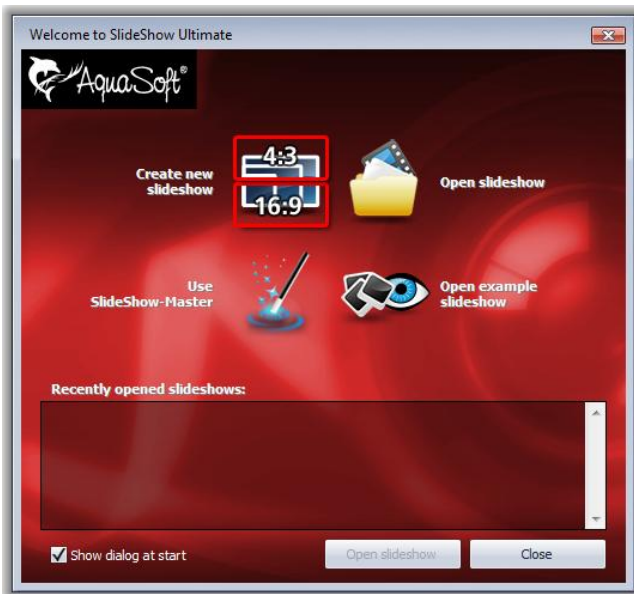 Welcome to SlideShow Ultimate
AquaSoft®
Create new
slideshow
4:3
16:9
Open slideshow
Use
SlideShow-Master
Open example
slideshow
Recently opened slideshows:
Show dialog at start
Open slideshow
Close